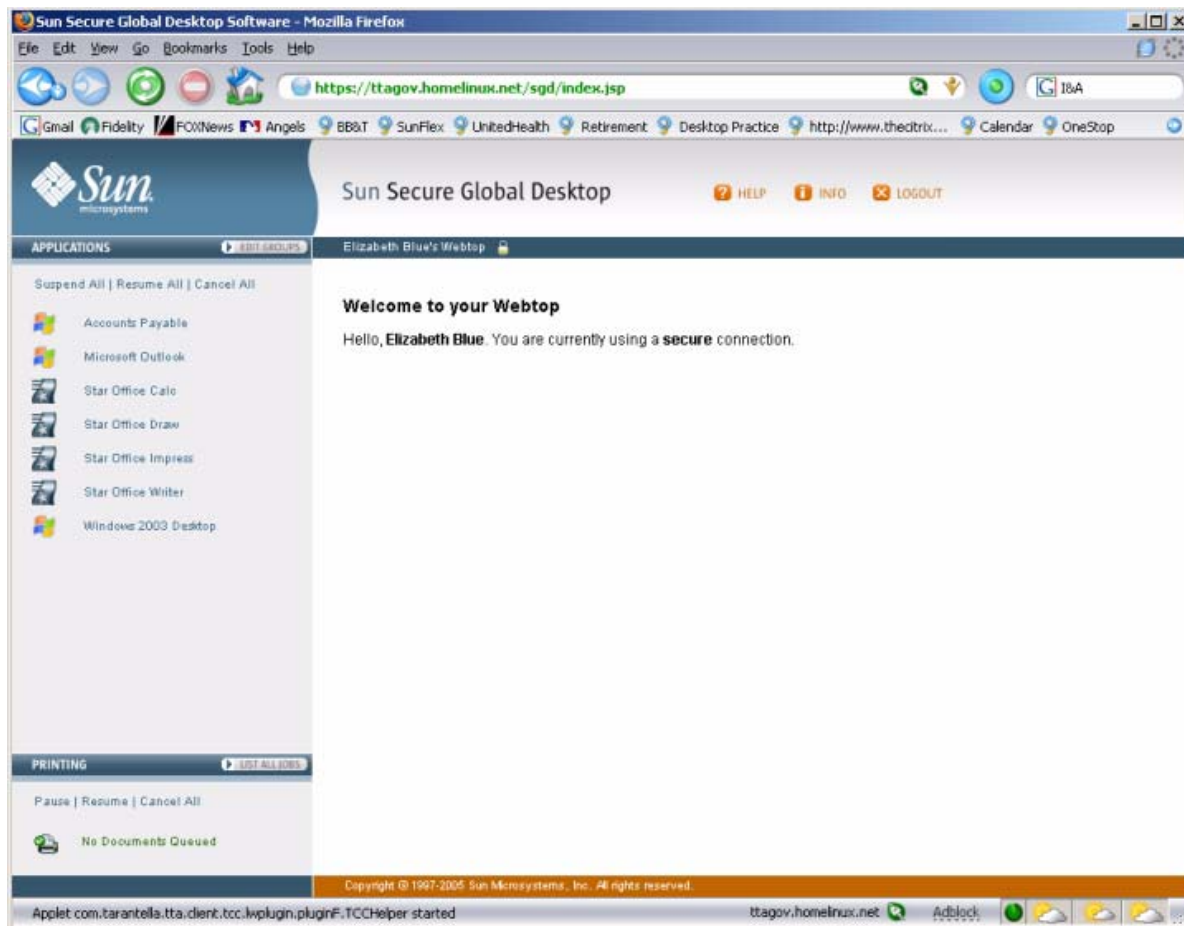 Sun Secure Global Desktop Software - Mozilla Firefox
File Edit View Go Bookmarks Tools Help
https://ttagov.homelinux.net/sgd/index.jsp
I&A
Gmail Fidelity FOXNews Angels BB&T SunFlex UnitedHealth Retirement Desktop Practice http://www.thecitrix... Calendar OneStop
Sun
microsystems
Sun Secure Global Desktop
HELP INFO LOGOUT
APPLICATIONS EDIT GROUPS
Elizabeth Blue's Webtop
Suspend All | Resume All | Cancel All
Accounts Payable
Microsoft Outlook
Star Office Calc
Star Office Draw
Star Office Impress
Star Office Writer
Windows 2003 Desktop
Welcome to your Webtop
Hello, Elizabeth Blue. You are currently using a secure connection.
PRINTING LIST ALL JOBS
Pause | Resume | Cancel All
No Documents Queued
Copyright © 1997-2005 Sun Microsystems, Inc. All rights reserved.
Applet com.tarantella.tta.client.tcc.lwplugin.pluginF.TCCHelper started
ttagov.homelinux.net Adblock